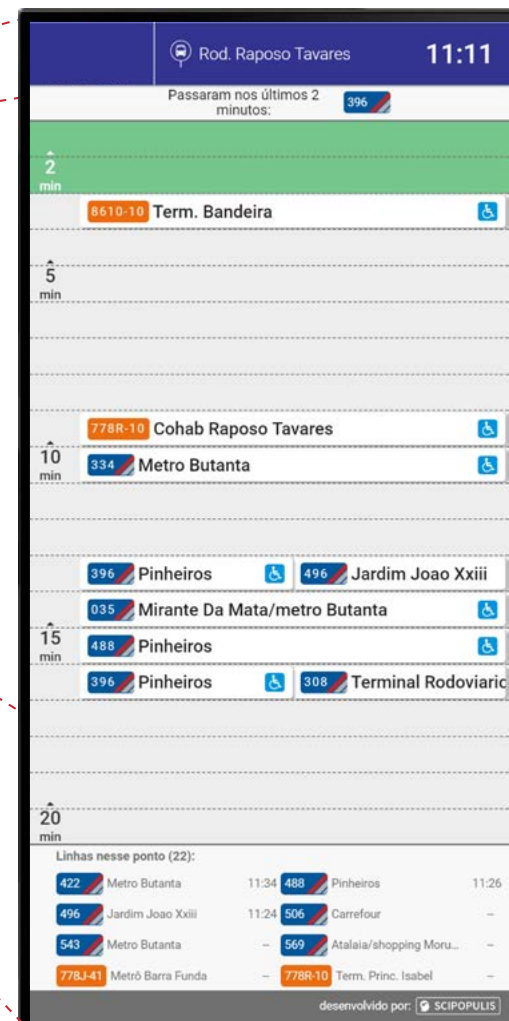 Rod. Raposo Tavares 11:11
Passaram nos últimos 2
minutos: 396
2
min
8610-10 Term. Bandeira
5
min
778R-10 Cohab Raposo Tavares
10
min
334 Metro Butanta
396 Pinheiros 496 Jardim Joao Xxiii
035 Mirante Da Mata/metro Butanta
15
min
488 Pinheiros
396 Pinheiros 308 Terminal Rodoviario
20
min
Linhas nesse ponto (22):
422 Metro Butanta 11:34 488 Pinheiros 11:26
496 Jardim Joao Xxiii 11:24 506 Carrefour –
543 Metro Butanta – 569 Atalaia/shopping Moru... –
778J-41 Metrô Barra Funda – 778R-10 Term. Princ. Isabel –
desenvolvido por: SCIPOPULIS